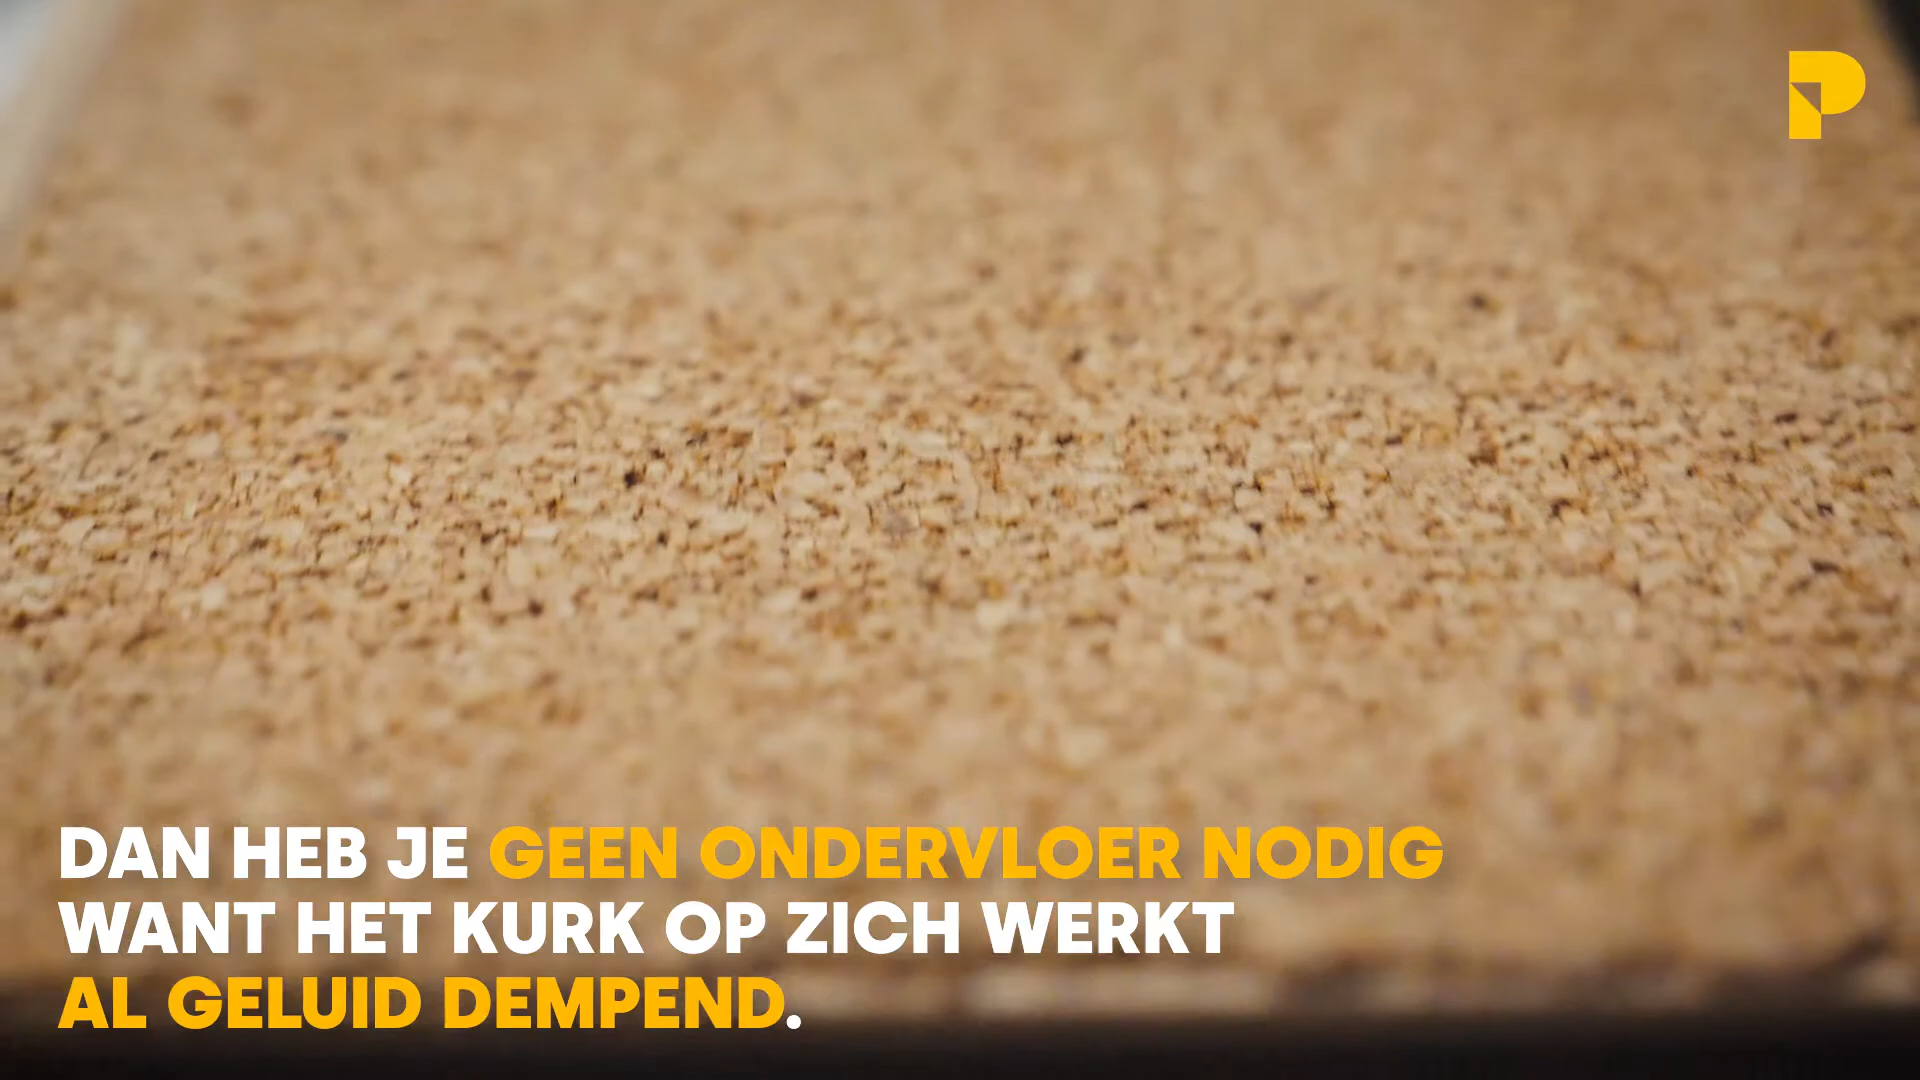 DAN HEB JE GEEN ONDERVLOER NODIG
WANT HET KURK OP ZICH WERKT
AL GELUID DEMPEND.